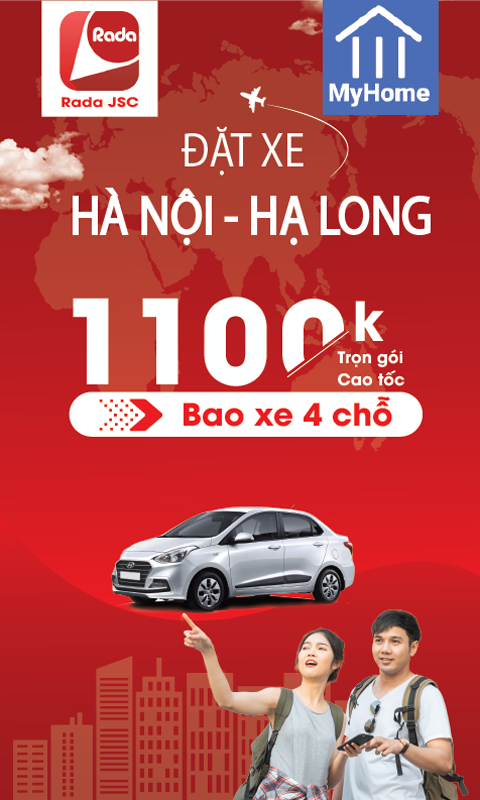 Rada
Rada JSC
MyHome
ĐẶT XE
HÀ NỘI - HẠ LONG
1100k
Trọn gói
Cao tốc
Bao xe 4 chỗ